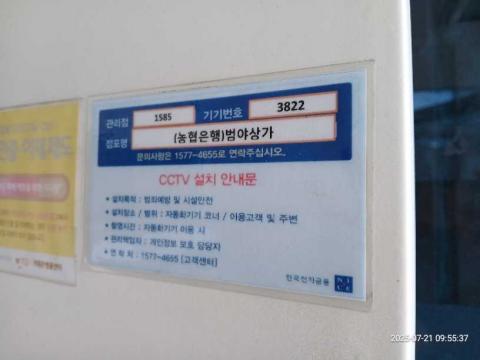 관리점 1585 기기번호 3822
점포명 (농협은행)범야상가
문의사항은 1577-4655로 연락주십시오.
CCTV 설치 안내문
• 설치목적 : 범죄예방 및 시설안전
• 설치장소 / 범위 : 자동화기기 코너 / 이용고객 및 주변
• 촬영시간 : 자동화기기 이용 시
• 관리책임자 : 개인정보 보호 담당자
• 연 락 처 : 1577-4655 [고객센터]
한국전자금융 NICE
2025-07-21 09:55:37